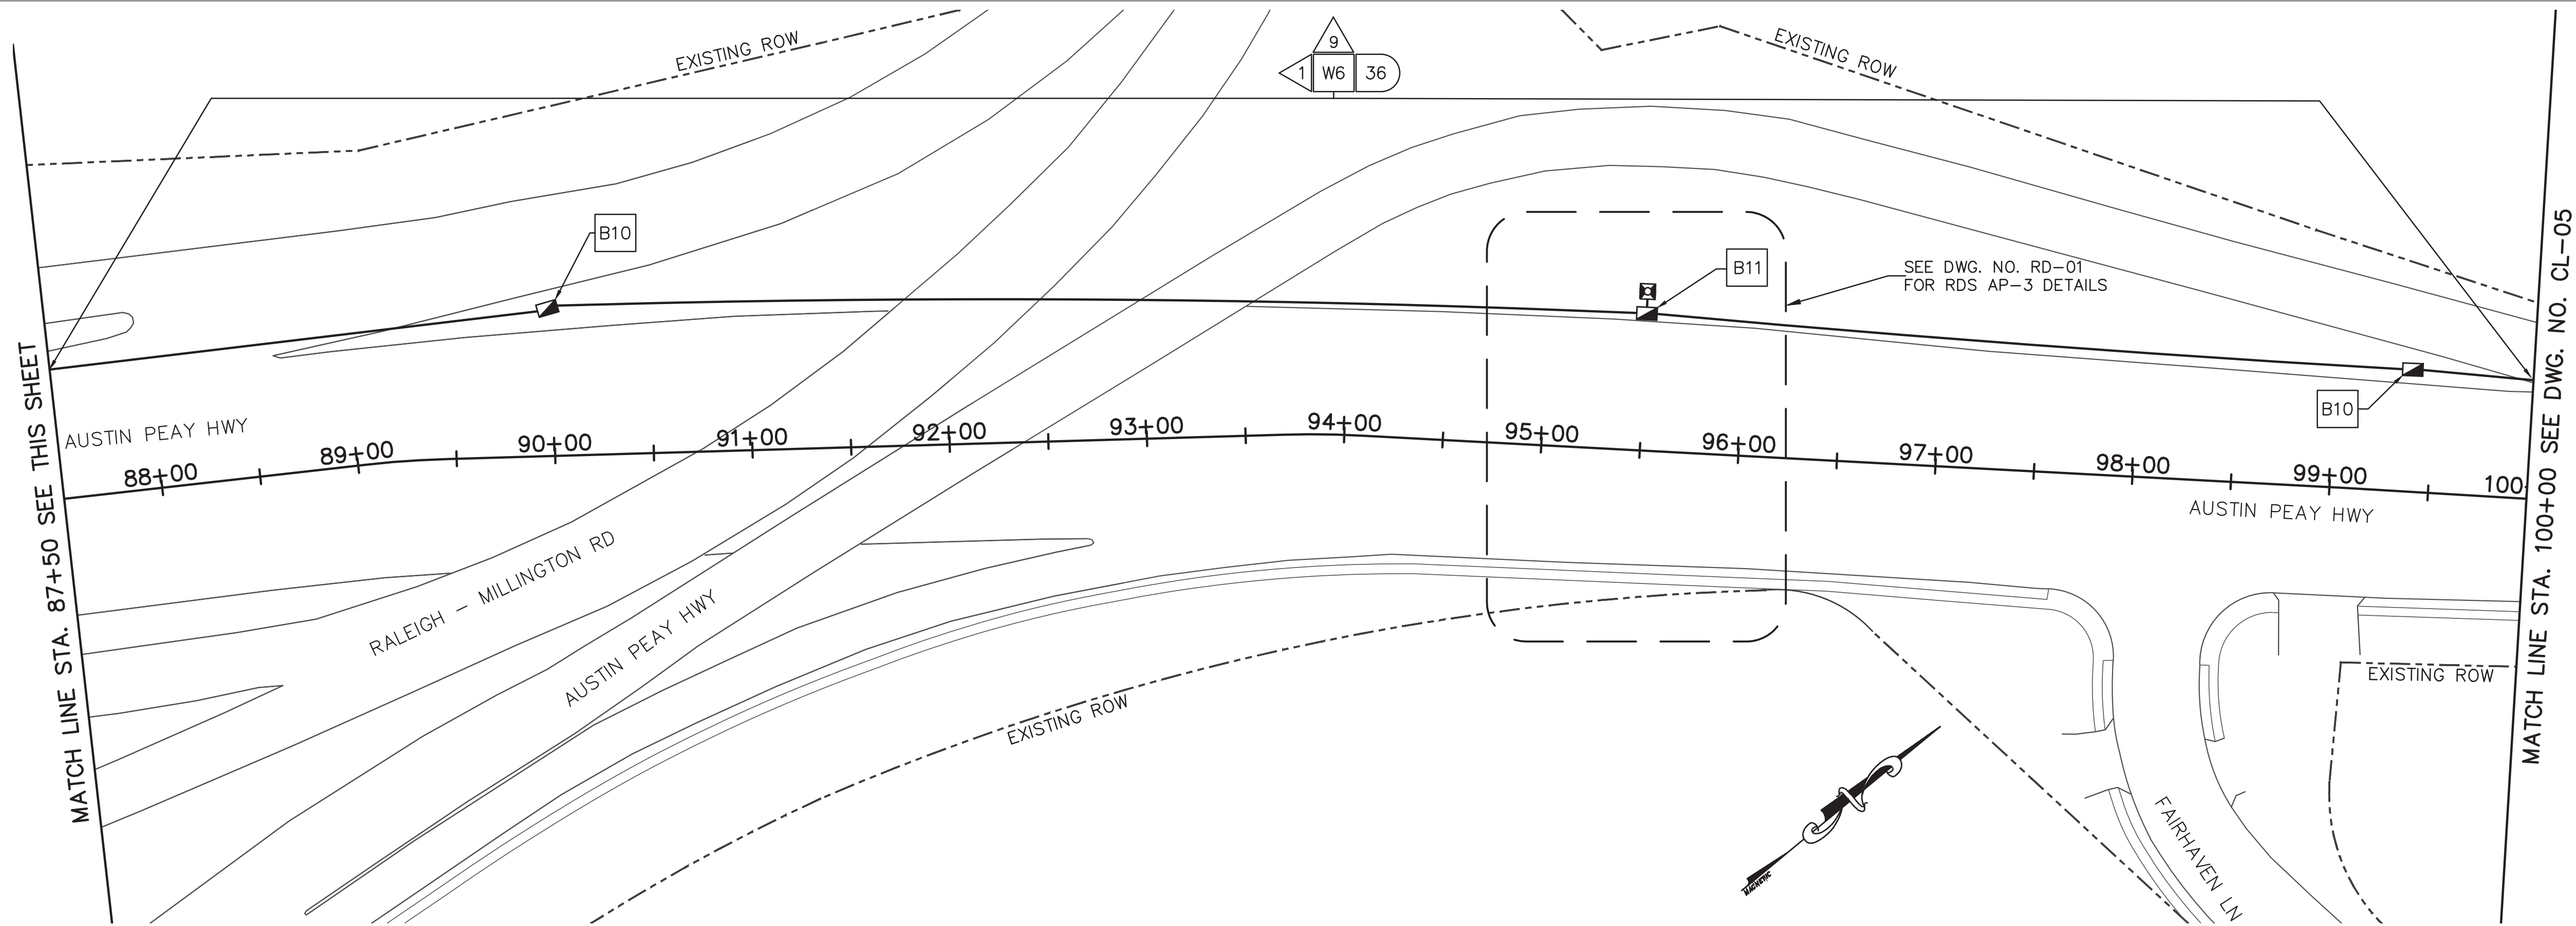 EXISTING ROW
9
1 W6 36
EXISTING ROW
B10
B11
SEE DWG. NO. RD-01
FOR RDS AP-3 DETAILS
B10
MATCH LINE STA. 87+50 SEE THIS SHEET
AUSTIN PEAY HWY
88+00 89+00 90+00 91+00 92+00 93+00 94+00 95+00 96+00 97+00 98+00 99+00 100
AUSTIN PEAY HWY
RALEIGH - MILLINGTON RD
AUSTIN PEAY HWY
EXISTING ROW
EXISTING ROW
MAGNETIC
FAIRHAVEN LN
MATCH LINE STA. 100+00 SEE DWG. NO. CL-05